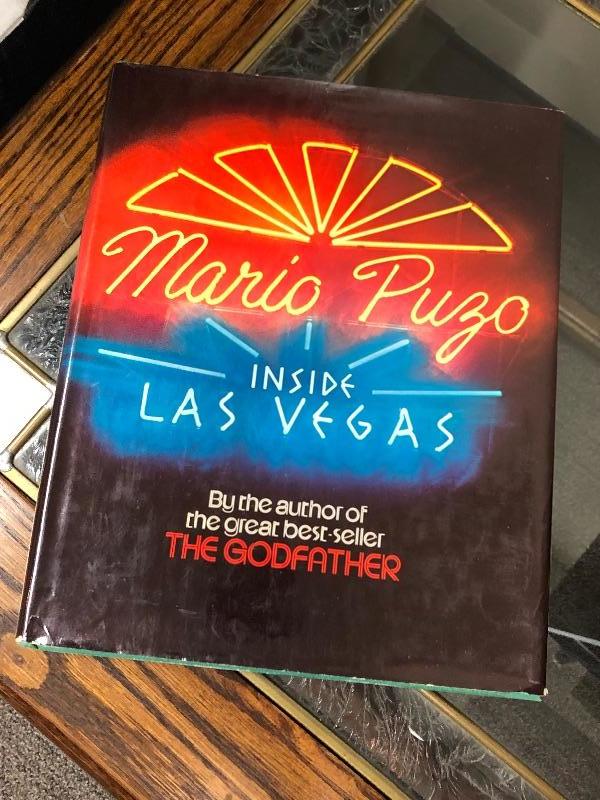 Mario Puzo
INSIDE
LAS VEGAS
By the author of
the great best-seller
THE GODFATHER